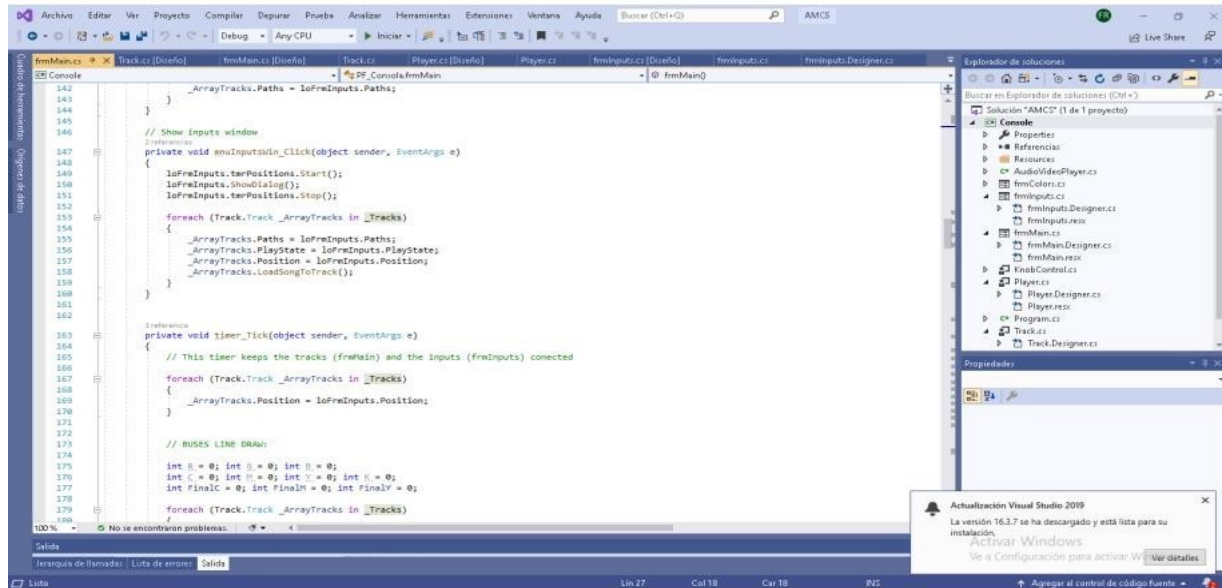 Archivo Editar Ver Proyecto Compilar Depurar Prueba Analizar Herramientas Extensiones Ventana Ayuda Buscar (Ctrl+Q) AMCS FR
Debug Any CPU Iniciar Live Share
frmMain.cs Track.cs [Diseño] frmMain.cs [Diseño] Track.cs Player.cs [Diseño] Player.cs frmInputs.cs [Diseño] frmInputs.cs frmInputs.Designer.cs
Console PF_Consola.frmMain frmMain()
142 _ArrayTracks.Paths = loFrmInputs.Paths;
143 }
144 }
145
146 // Show inputs window
2 referencias
147 private void mnuInputsWin_Click(object sender, EventArgs e)
148 {
149 loFrmInputs.tmrPositions.Start();
150 loFrmInputs.ShowDialog();
151 loFrmInputs.tmrPositions.Stop();
152
153 foreach (Track.Track _ArrayTracks in _Tracks)
154 {
155 _ArrayTracks.Paths = loFrmInputs.Paths;
156 _ArrayTracks.PlayState = loFrmInputs.PlayState;
157 _ArrayTracks.Position = loFrmInputs.Position;
158 _ArrayTracks.LoadSongToTrack();
159 }
160 }
161
162
1 referencia
163 private void timer_Tick(object sender, EventArgs e)
164 {
165 // This timer keeps the tracks (frmMain) and the inputs (frmInputs) conected
166
167 foreach (Track.Track _ArrayTracks in _Tracks)
168 {
169 _ArrayTracks.Position = loFrmInputs.Position;
170 }
171
172
173 // BUSES LINE DRAW:
174
175 int R = 0; int G = 0; int B = 0;
176 int C = 0; int M = 0; int Y = 0; int K = 0;
177 int FinalC = 0; int FinalM = 0; int FinalY = 0;
178
179 foreach (Track.Track _ArrayTracks in _Tracks)
180 {
100 % No se encontraron problemas.
Salida
Jerarquía de llamadas Lista de errores Salida
Listo Lín 27 Col 18 Car 18 INS Agregar al control de código fuente
Cuadro de herramientas
Orígenes de datos
Explorador de soluciones
Buscar en Explorador de soluciones (Ctrl+')
Solución "AMCS" (1 de 1 proyecto)
Console
Properties
Referencias
Resources
AudioVideoPlayer.cs
frmColors.cs
frmInputs.cs
frmInputs.Designer.cs
frmInputs.resx
frmMain.cs
frmMain.Designer.cs
frmMain.resx
KnobControl.cs
Player.cs
Player.Designer.cs
Player.resx
Program.cs
Track.cs
Track.Designer.cs
Propiedades
Actualización Visual Studio 2019
La versión 16.3.7 se ha descargado y está lista para su
instalación.
Activar Windows
Ve a Configuración para activar
Ver detalles